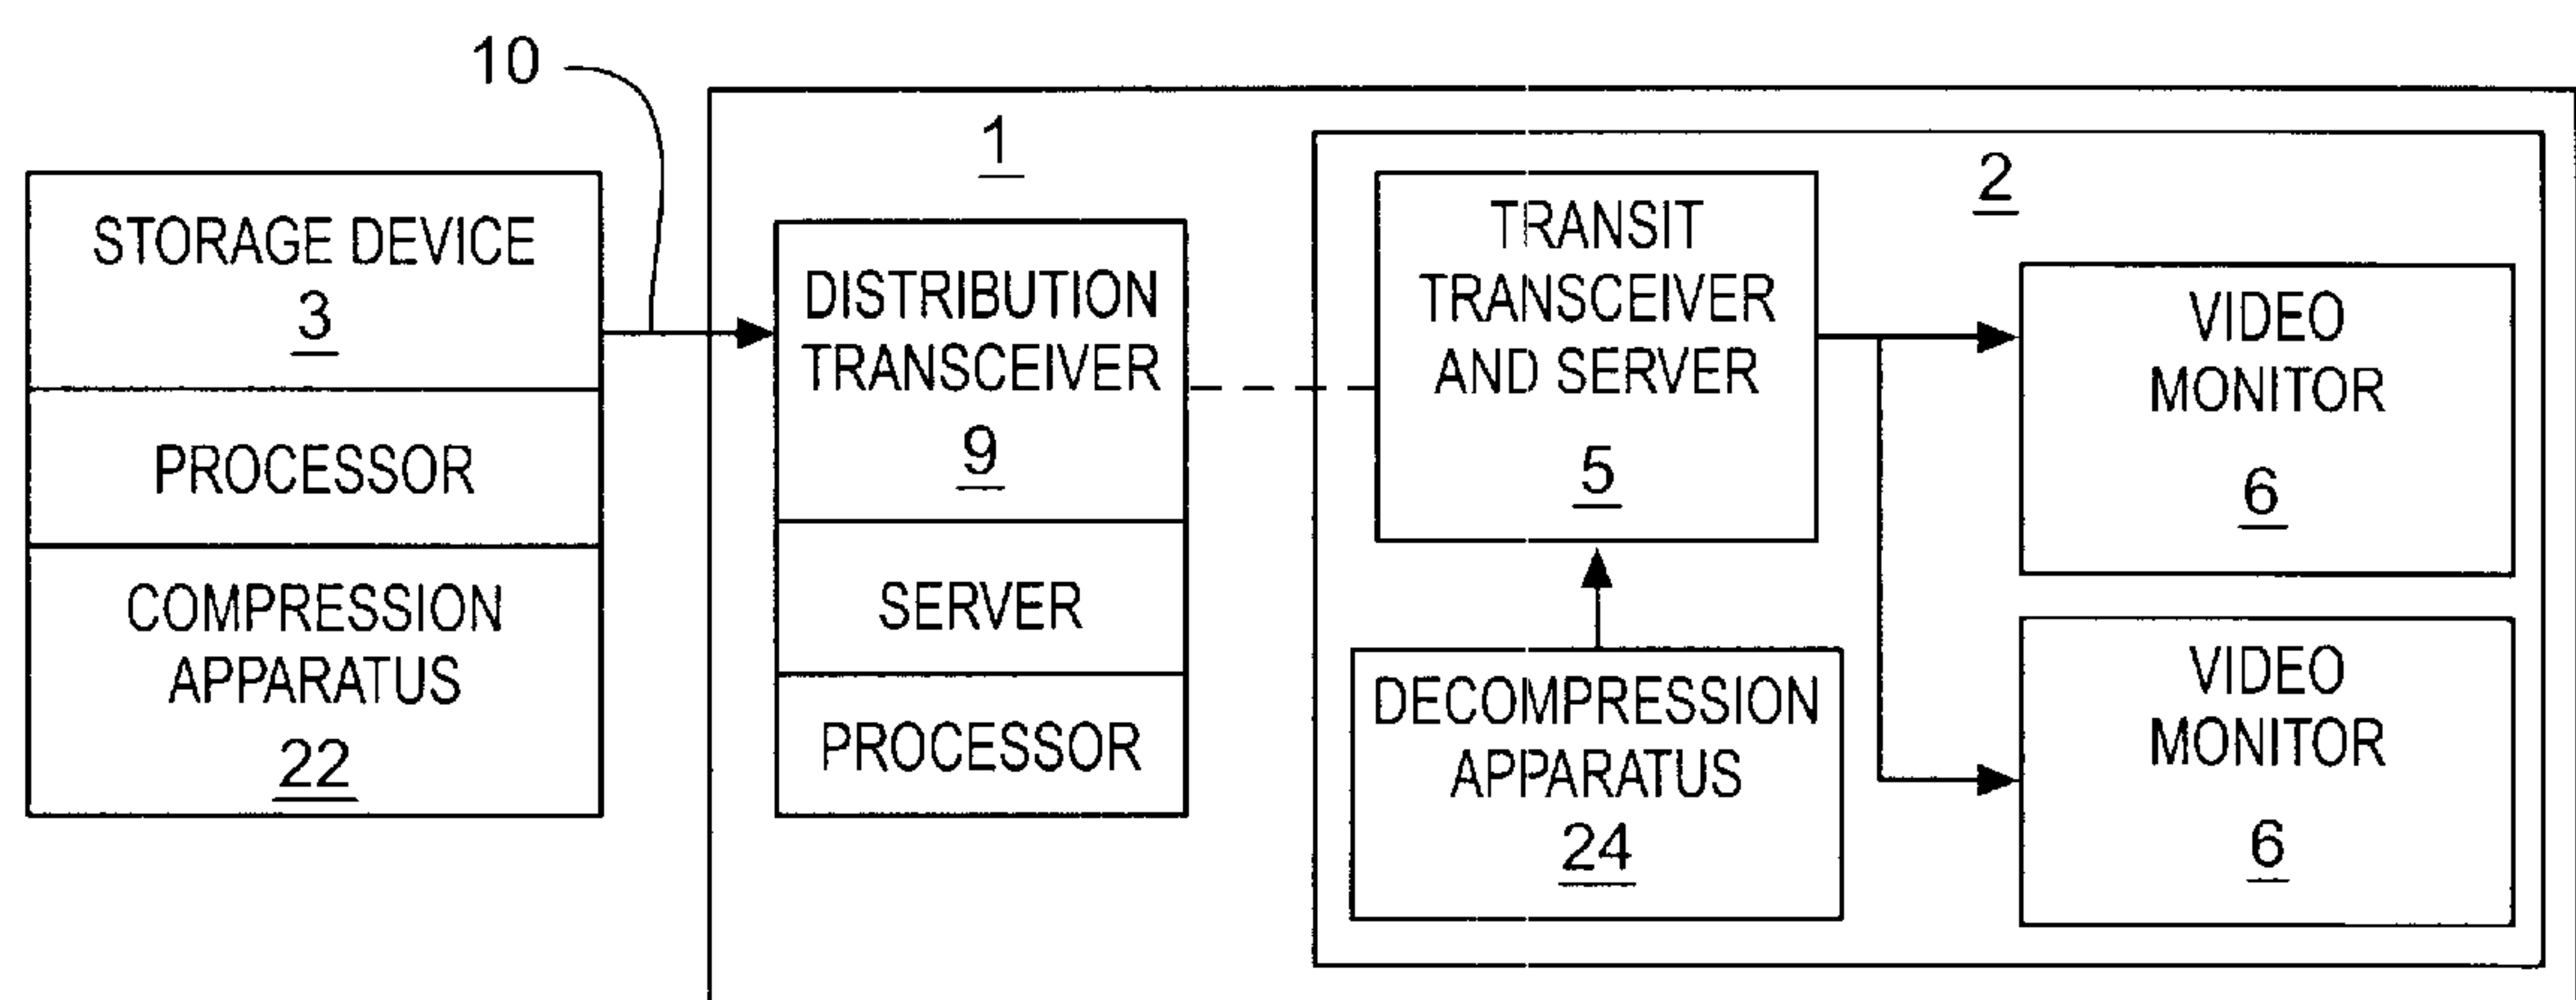 10
STORAGE DEVICE
3
PROCESSOR
COMPRESSION
APPARATUS
22
1
DISTRIBUTION
TRANSCEIVER
9
SERVER
PROCESSOR
2
TRANSIT
TRANSCEIVER
AND SERVER
5
DECOMPRESSION
APPARATUS
24
VIDEO
MONITOR
6
VIDEO
MONITOR
6